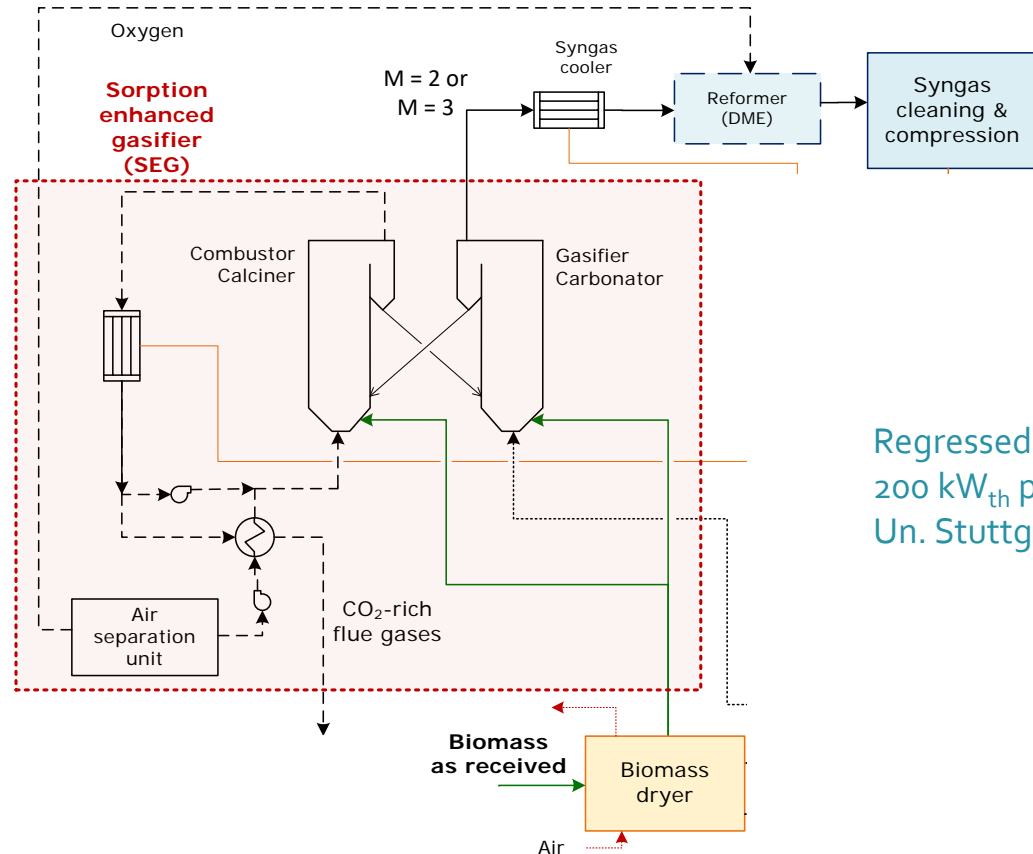 Oxygen
Sorption
enhanced
gasifier
(SEG)
M = 2 or
M = 3
Syngas
cooler
Reformer
(DME)
Syngas
cleaning &
compression
Combustor
Calciner
Gasifier
Carbonator
Regressed
200 kWth p
Un. Stuttg
Air
separation
unit
CO₂-rich
flue gases
Biomass
as received
Biomass
dryer
Air